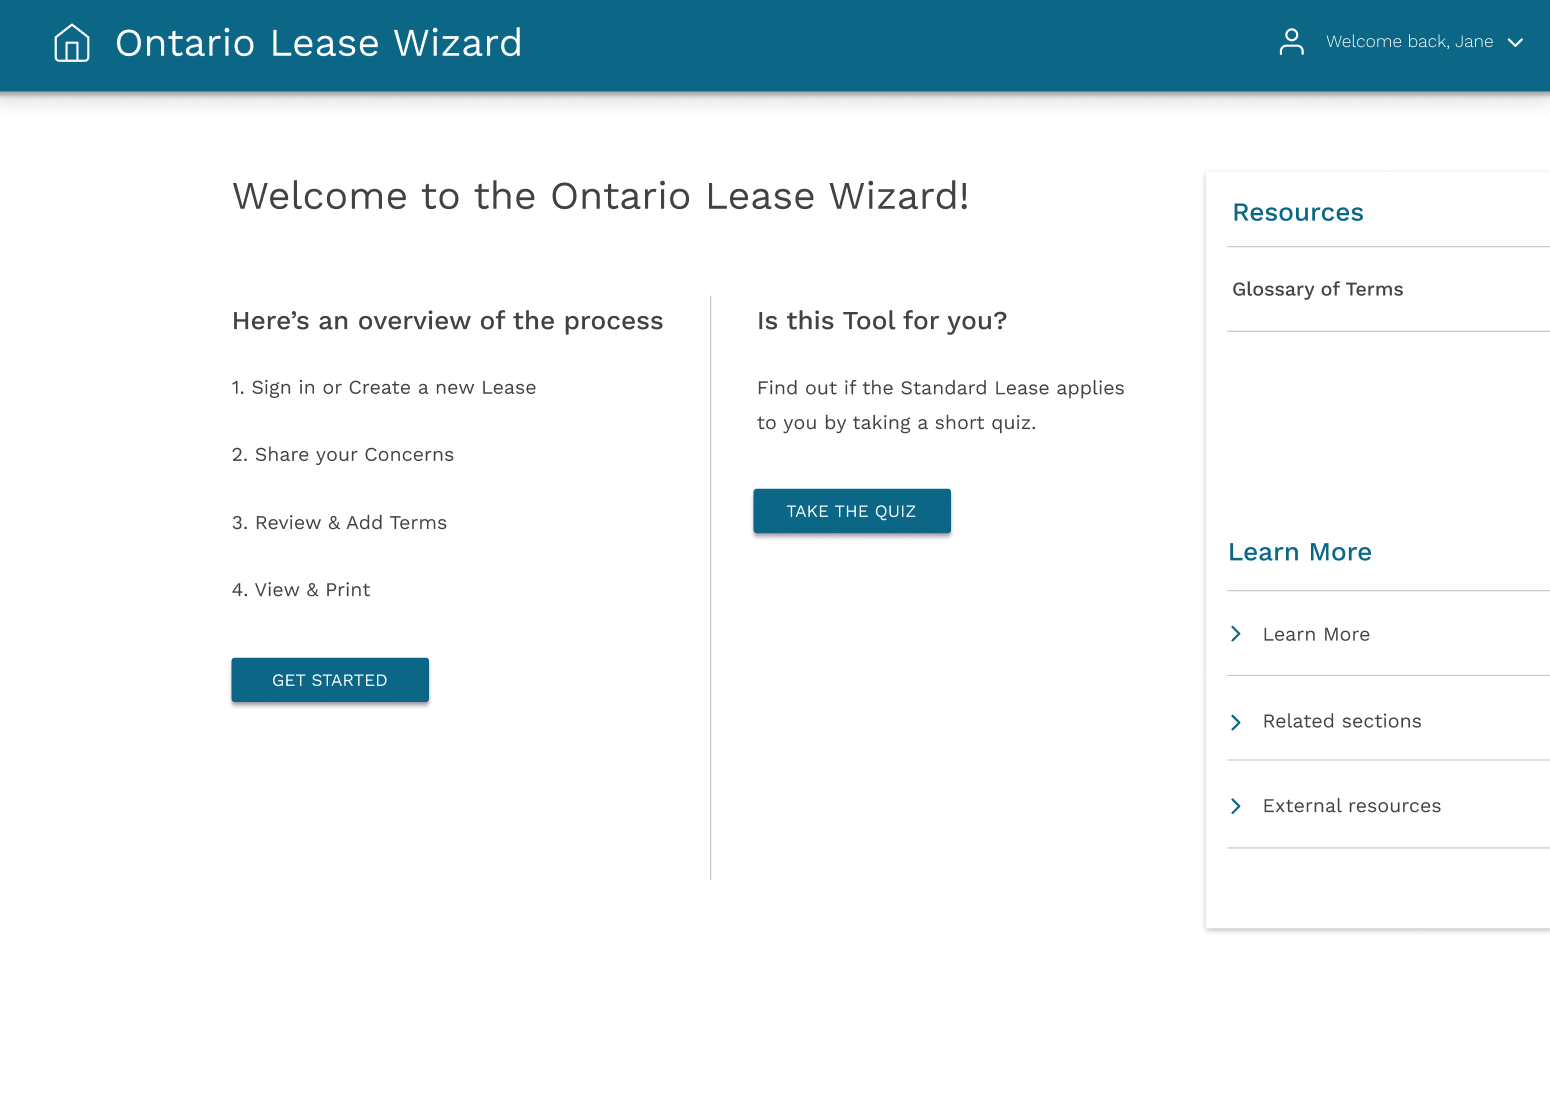 Ontario Lease Wizard
Welcome back, Jane
Welcome to the Ontario Lease Wizard!
Here’s an overview of the process
1. Sign in or Create a new Lease
2. Share your Concerns
3. Review & Add Terms
4. View & Print
GET STARTED
Is this Tool for you?
Find out if the Standard Lease applies
to you by taking a short quiz.
TAKE THE QUIZ
Resources
Glossary of Terms
Learn More
Learn More
Related sections
External resources